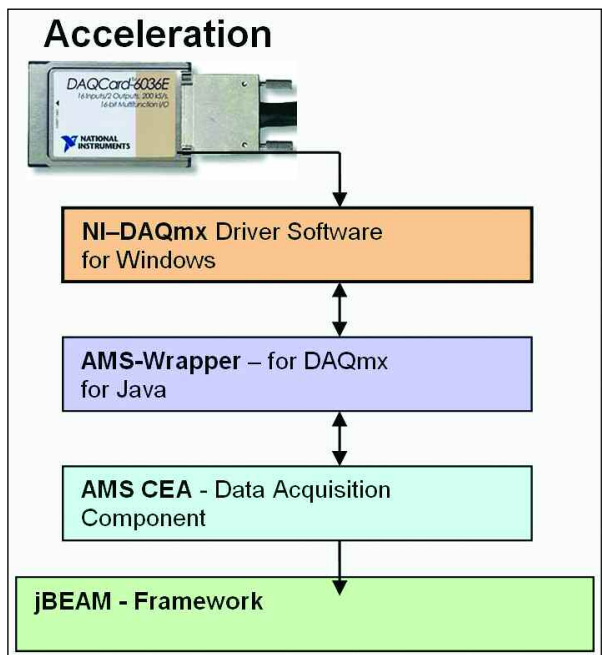 Acceleration
DAQCard-6036E
16 Inputs/2 Outputs, 200 kS/s,
16-bit Multifunction I/O
NATIONAL
INSTRUMENTS
NI–DAQmx Driver Software
for Windows
AMS-Wrapper – for DAQmx
for Java
AMS CEA - Data Acquisition
Component
jBEAM - Framework